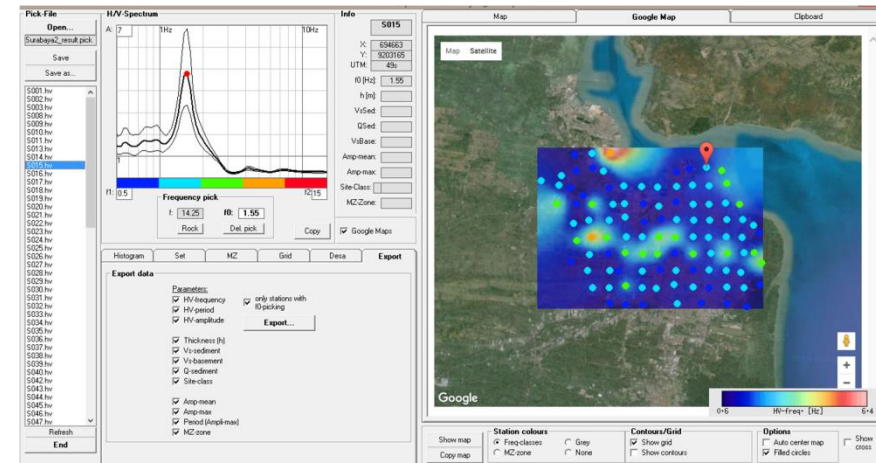 Pick-File
Open...
Surabaya2_result.pick
Save
Save as...
S001.hv
S002.hv
S003.hv
S008.hv
S009.hv
S010.hv
S011.hv
S013.hv
S014.hv
S015.hv
S016.hv
S017.hv
S018.hv
S019.hv
S020.hv
S021.hv
S022.hv
S023.hv
S024.hv
S025.hv
S026.hv
S027.hv
S028.hv
S029.hv
S030.hv
S031.hv
S032.hv
S033.hv
S034.hv
S035.hv
S036.hv
S037.hv
S038.hv
S039.hv
S040.hv
S042.hv
S043.hv
S044.hv
S045.hv
S046.hv
S047.hv
Refresh
End
H/V-Spectrum
A: 7 1Hz 10Hz
1
f1: 0.5 f2 15
Frequency pick
f: 14.25 f0: 1.55
Rock Del. pick
Copy
Info
S015
X: 694663
Y: 9203165
UTM: 49s
f0 [Hz]: 1.55
h [m]:
VsSed:
QSed:
VsBase:
Amp-mean:
Amp-max:
Site-Class:
MZ-Zone:
Google Maps
Histogram Set MZ Grid Desa Export
Export data
Parameters:
HV-frequency
HV-period
HV-amplitude
only stations with
f0-picking
Export...
Thickness (h)
Vs-sediment
Vs-basement
Q-sediment
Site-class
Amp-mean
Amp-max
Period (Ampli-max)
MZ-zone
Map Google Map Clipboard
Map Satellite
Google
+
−
0·6 HV-freq· [Hz] 6·4
Show map
Copy map
Station colours
Freq-classes Grey
MZ-zone None
Contours/Grid
Show grid
Show contours
Options
Auto center map
Filled circles
Show
cross